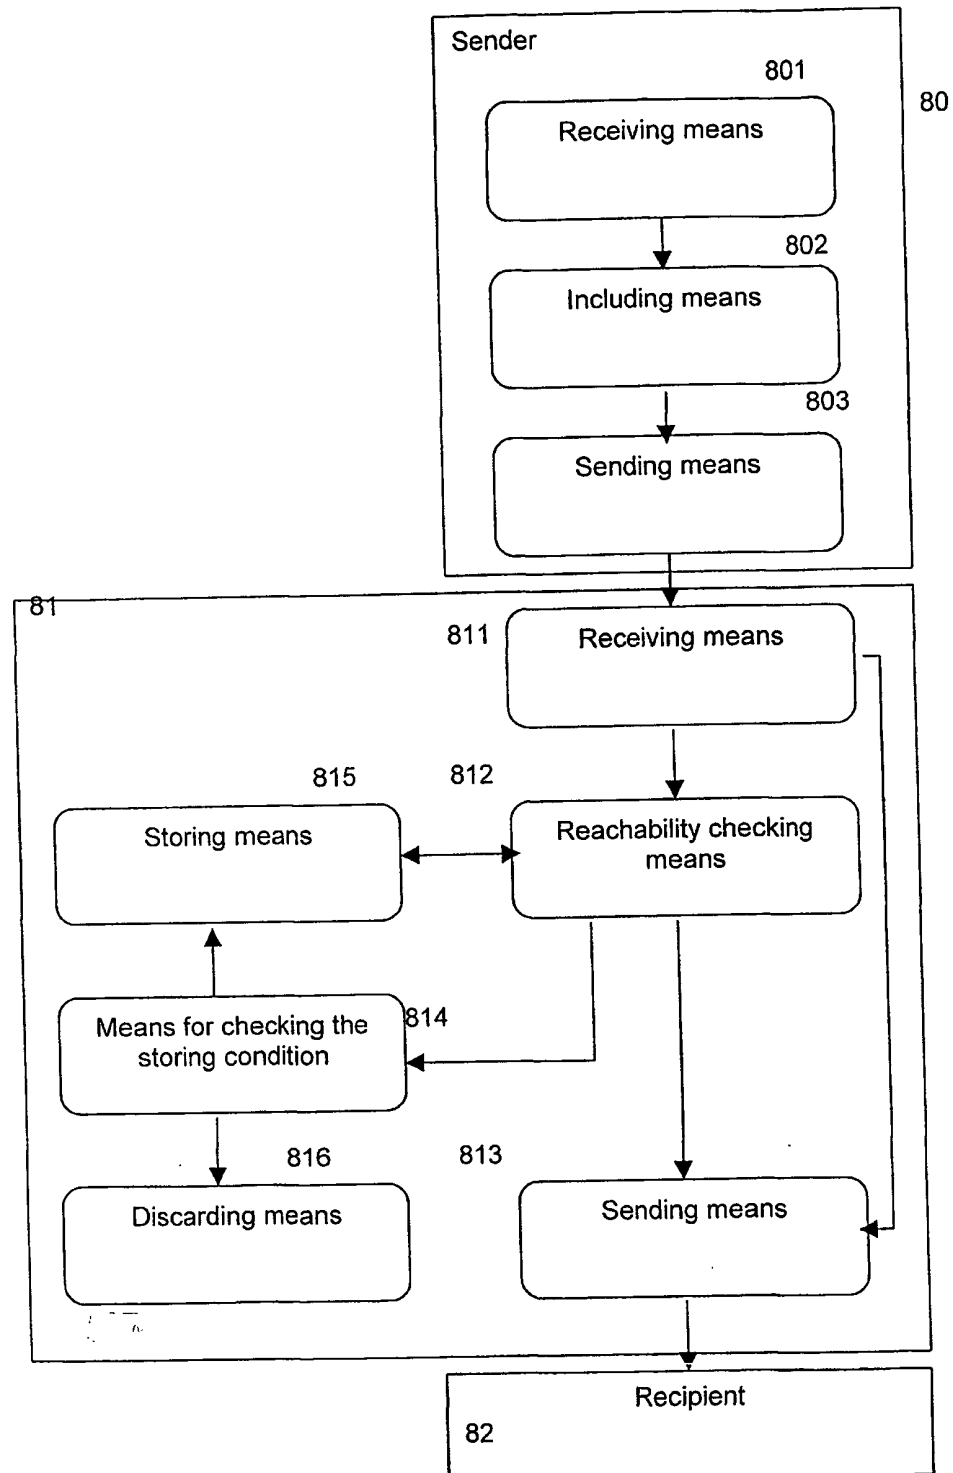 Sender
801
80
Receiving means
802
Including means
803
Sending means
81
811
Receiving means
815
812
Storing means
Reachability checking
means
Means for checking the
storing condition
814
816
813
Discarding means
Sending means
Recipient
82